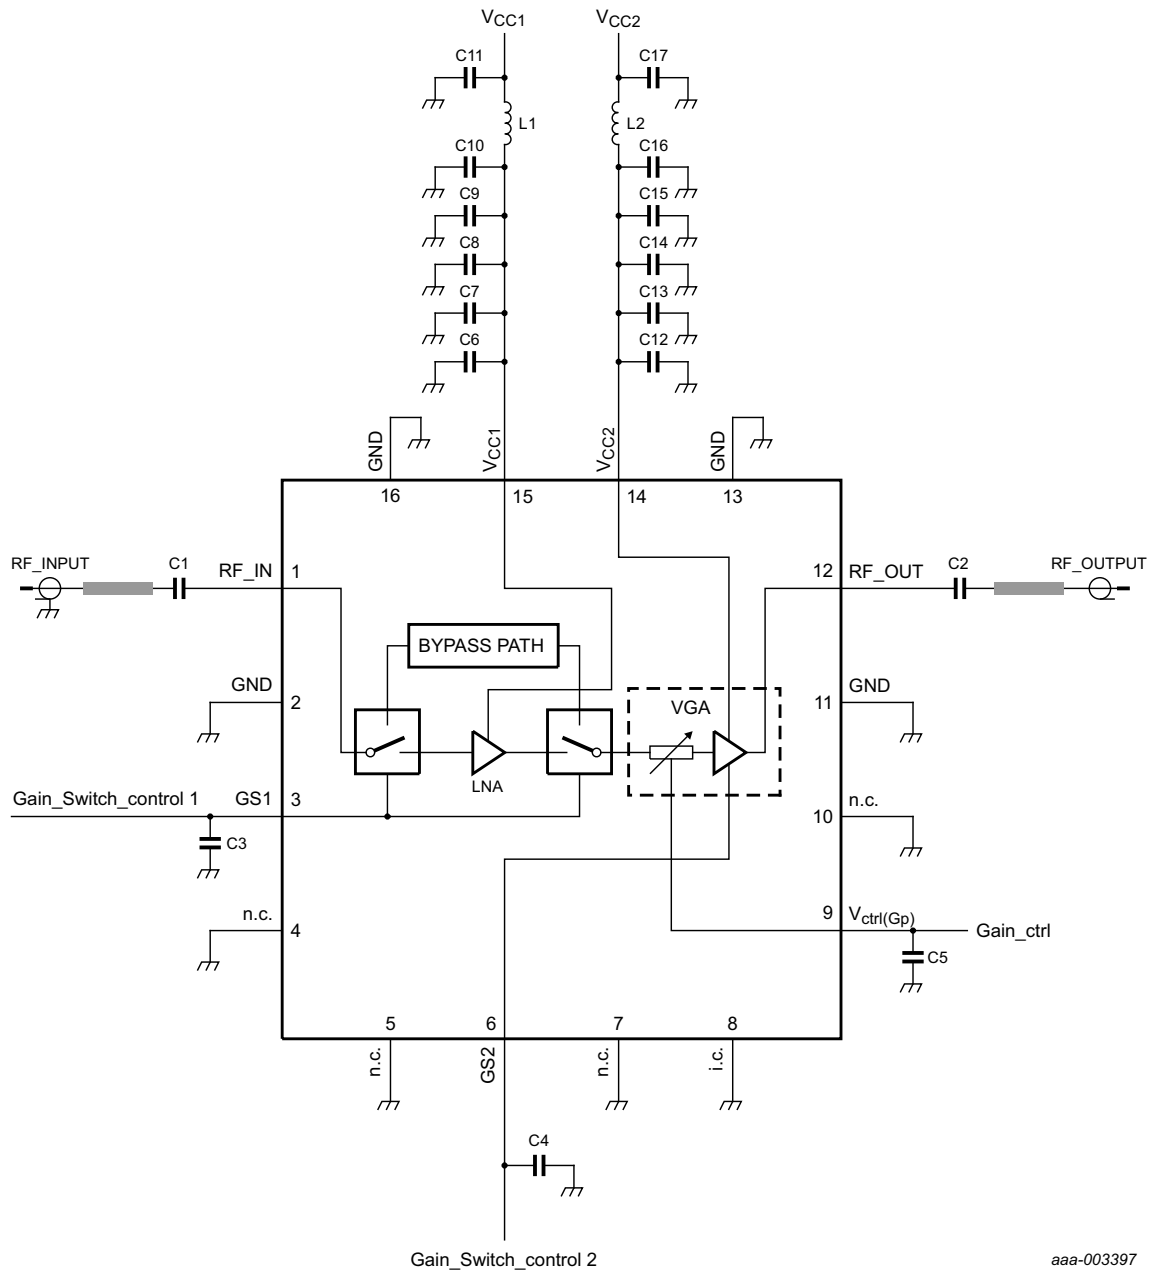 VCC1
VCC2
C11
C17
L1
L2
C10
C16
C9
C15
C8
C14
C7
C13
C6
C12
GND
VCC1
VCC2
GND
16
15
14
13
RF_INPUT
C1
RF_IN
1
12
RF_OUT
C2
RF_OUTPUT
BYPASS PATH
GND
2
VGA
11
GND
LNA
Gain_Switch_control 1
GS1
3
10
n.c.
C3
n.c.
4
9
Vctrl(Gp)
Gain_ctrl
C5
5
6
7
8
n.c.
GS2
n.c.
i.c.
C4
Gain_Switch_control 2
aaa-003397